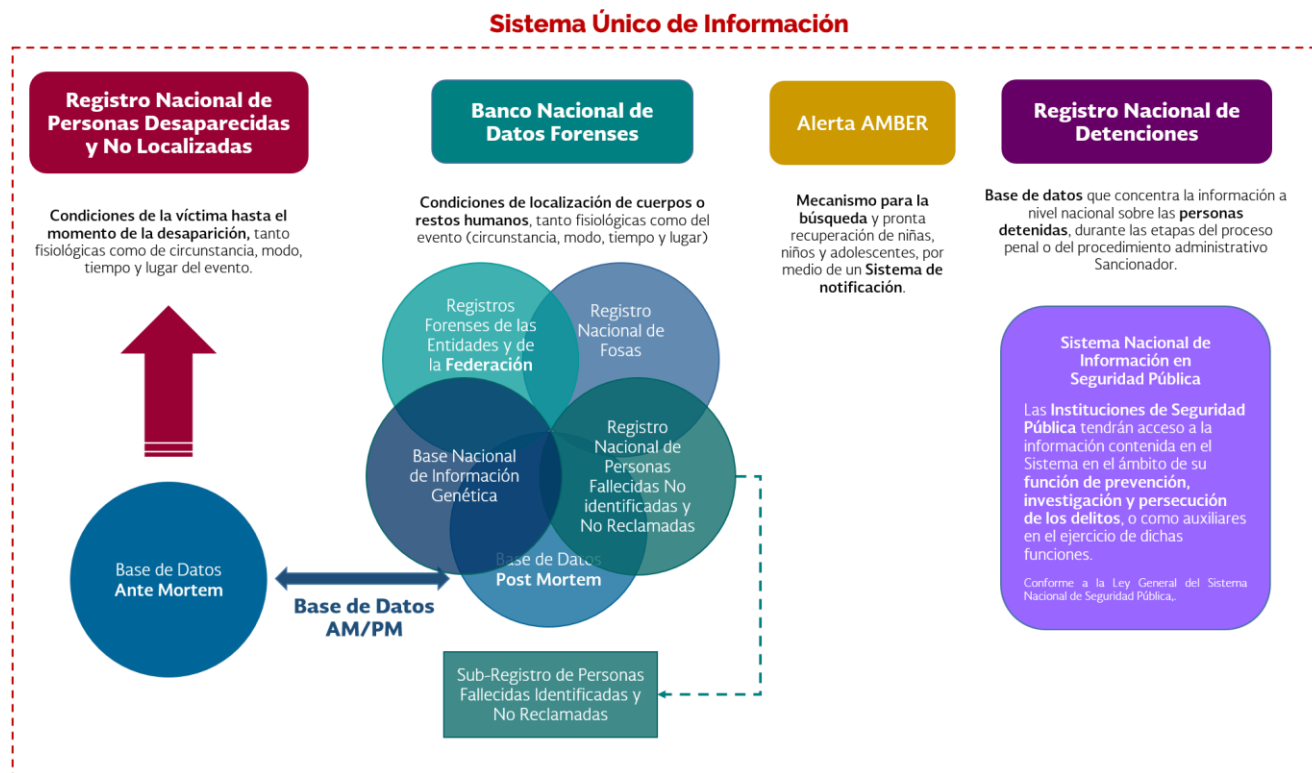 Sistema Único de Información
Registro Nacional de
Personas Desaparecidas
y No Localizadas
Condiciones de la víctima hasta el
momento de la desaparición, tanto
fisiológicas como de circunstancia, modo,
tiempo y lugar del evento.
Base de Datos
Ante Mortem
Base de Datos
AM/PM
Banco Nacional de
Datos Forenses
Condiciones de localización de cuerpos o
restos humanos, tanto fisiológicas como del
evento (circunstancia, modo, tiempo y lugar)
Registros
Forenses de las
Entidades y de
la Federación
Registro
Nacional de
Fosas
Base Nacional
de Información
Genética
Registro
Nacional de
Personas
Fallecidas No
identificadas y
No Reclamadas
Base de Datos
Post Mortem
Sub-Registro de Personas
Fallecidas Identificadas y
No Reclamadas
Alerta AMBER
Mecanismo para la
búsqueda y pronta
recuperación de niñas,
niños y adolescentes, por
medio de un Sistema de
notificación.
Registro Nacional de
Detenciones
Base de datos que concentra la información a
nivel nacional sobre las personas
detenidas, durante las etapas del proceso
penal o del procedimiento administrativo
Sancionador.
Sistema Nacional de
Información en
Seguridad Pública
Las Instituciones de Seguridad
Pública tendrán acceso a la
información contenida en el
Sistema en el ámbito de su
función de prevención,
investigación y persecución
de los delitos, o como auxiliares
en el ejercicio de dichas
funciones.
Conforme a la Ley General del Sistema
Nacional de Seguridad Pública,.